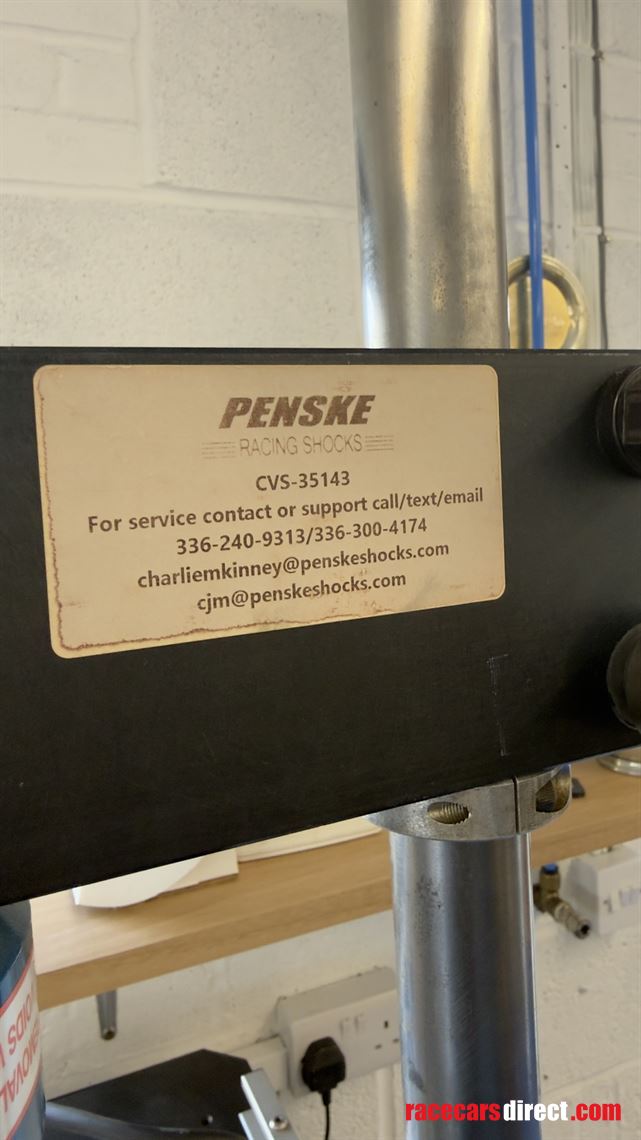 PENSKE
RACING SHOCKS
CVS-35143
For service contact or support call/text/email
336-240-9313/336-300-4174
charliemkinney@penskeshocks.com
cjm@penskeshocks.com
racecarsdirect.com